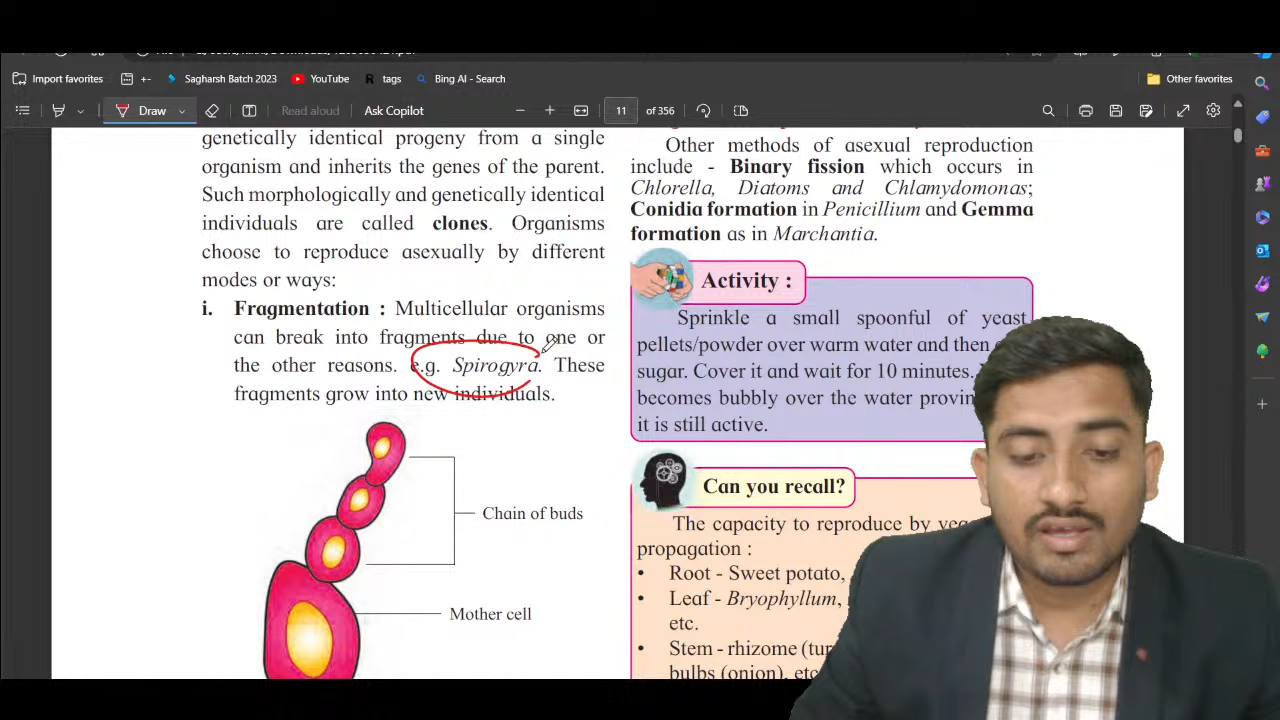 Import favorites
+-
Sagharsh Batch 2023
YouTube
tags
Bing AI - Search
Other favorites
Draw
Read aloud
Ask Copilot
11
of 356
genetically identical progeny from a single
organism and inherits the genes of the parent.
Such morphologically and genetically identical
individuals are called clones. Organisms
choose to reproduce asexually by different
modes or ways:
i. Fragmentation : Multicellular organisms
can break into fragments due to one or
the other reasons. e.g. Spirogyra. These
fragments grow into new individuals.
Chain of buds
Mother cell
Other methods of asexual reproduction
include - Binary fission which occurs in
Chlorella, Diatoms and Chlamydomonas;
Conidia formation in Penicillium and Gemma
formation as in Marchantia.
Activity :
Sprinkle a small spoonful of yeast
pellets/powder over warm water and then
sugar. Cover it and wait for 10 minutes.
becomes bubbly over the water
it is still active.
Can you recall?
The capacity to reproduce by
propagation :
• Root - Sweet potato,
• Leaf - Bryophyllum,
etc.
• Stem - rhizome
bulbs (onion),